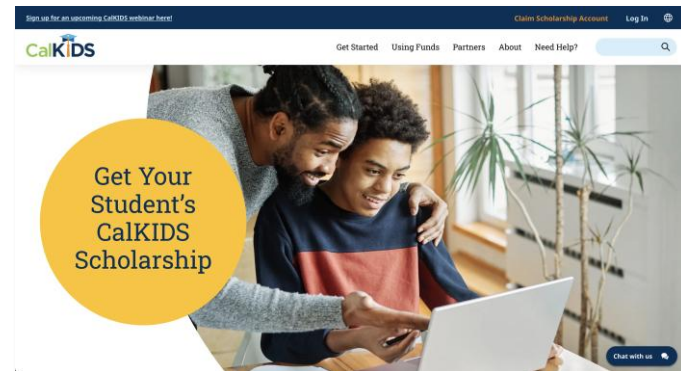 Sign up for an upcoming CalKIDS webinar here!
Claim Scholarship Account
Log In
CalKIDS
Get Started
Using Funds
Partners
About
Need Help?
Get Your
Student's
CalKIDS
Scholarship
Chat with us